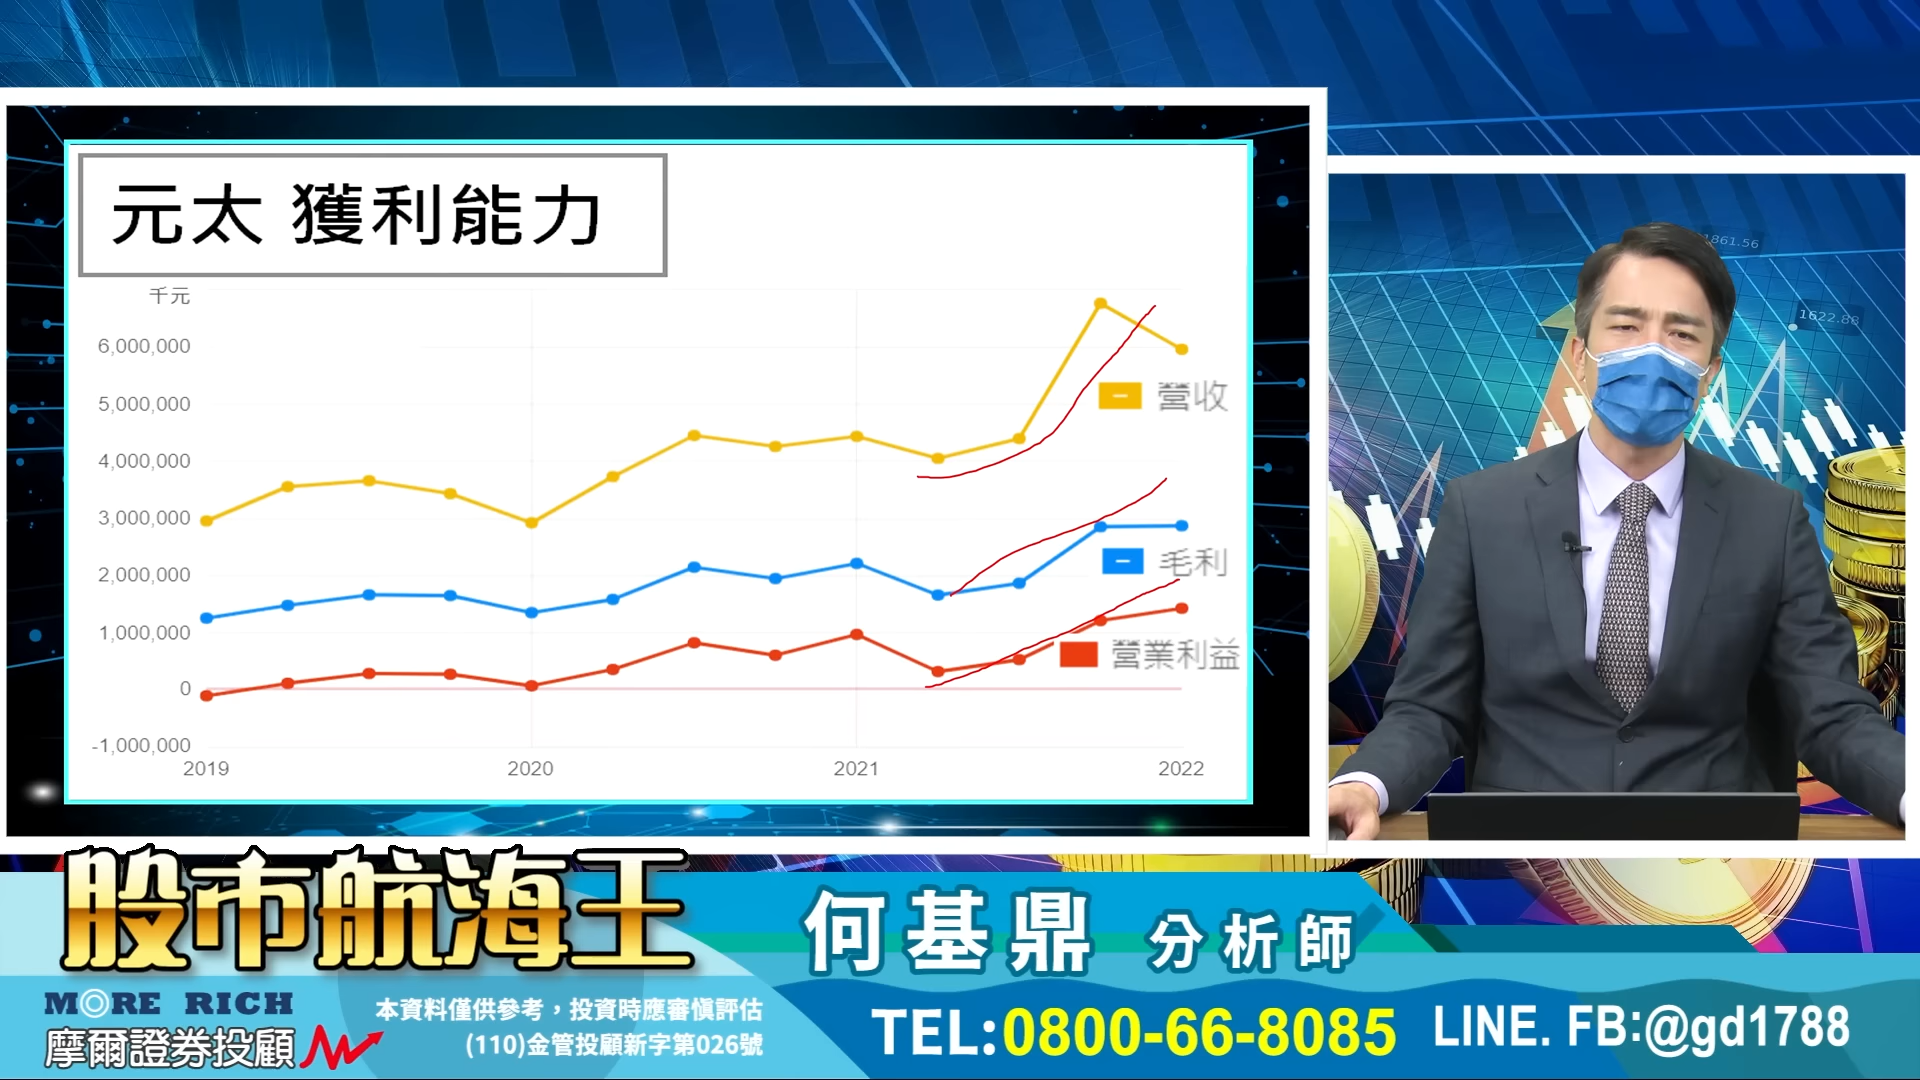 元太 獲利能力
千元
6,000,000
5,000,000
4,000,000
3,000,000
2,000,000
1,000,000
0
-1,000,000
2019 2020 2021 2022
營收
毛利
營業利益
1861.56
1622.88
股市航海王
MORE RICH
摩爾證券投顧
本資料僅供參考，投資時應審慎評估
(110)金管投顧新字第026號
何基鼎 分析師
TEL:0800-66-8085
LINE. FB:@gd1788